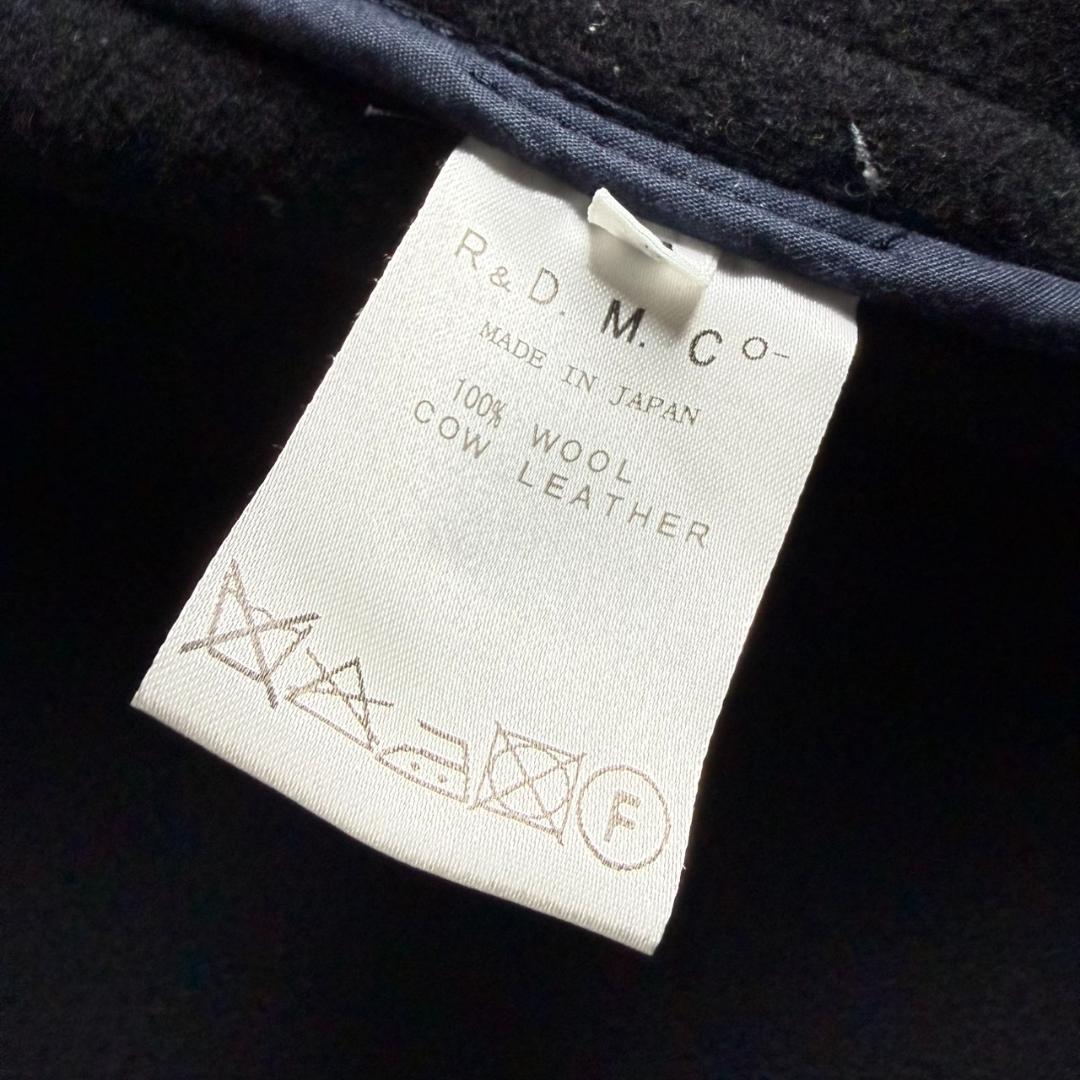 R & D. M. Co-
MADE IN JAPAN
100% WOOL
COW LEATHER
F